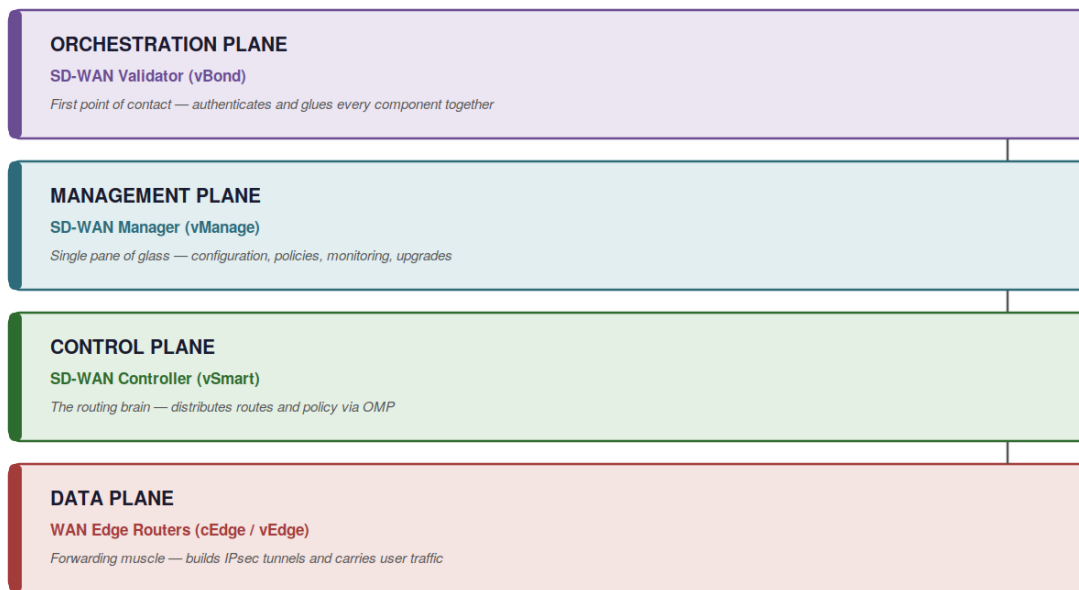 ORCHESTRATION PLANE
SD-WAN Validator (vBond)
First point of contact — authenticates and glues every component together
MANAGEMENT PLANE
SD-WAN Manager (vManage)
Single pane of glass — configuration, policies, monitoring, upgrades
CONTROL PLANE
SD-WAN Controller (vSmart)
The routing brain — distributes routes and policy via OMP
DATA PLANE
WAN Edge Routers (cEdge / vEdge)
Forwarding muscle — builds IPsec tunnels and carries user traffic